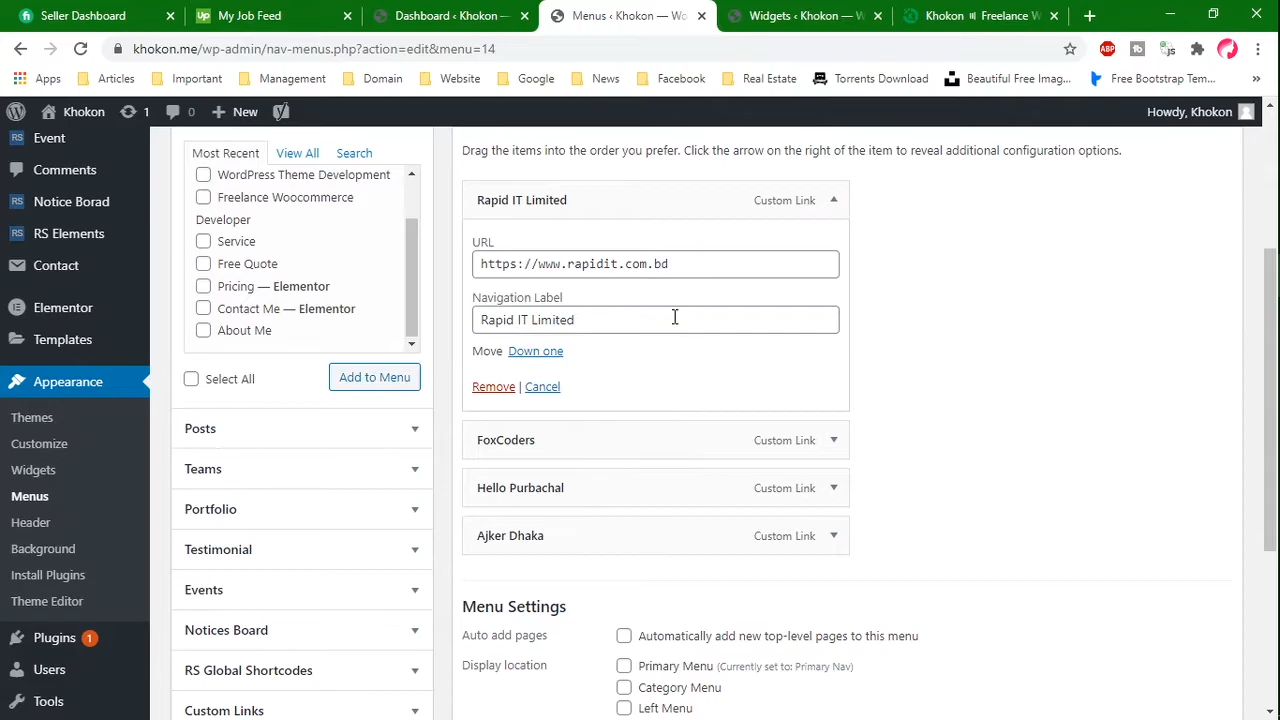 Seller Dashboard
My Job Feed
Dashboard ‹ Khokon —
Menus ‹ Khokon — Wo
Widgets ‹ Khokon — W
Khokon Freelance W
khokon.me/wp-admin/nav-menus.php?action=edit&menu=14
Apps Articles Important Management Domain Website Google News Facebook Real Estate Torrents Download Beautiful Free Imag... Free Bootstrap Tem... »
Khokon 1 0 New Howdy, Khokon
Event
Comments
Notice Borad
RS Elements
Contact
Elementor
Templates
Appearance
Themes
Customize
Widgets
Menus
Header
Background
Install Plugins
Theme Editor
Plugins 1
Users
Tools
Most Recent View All Search
WordPress Theme Development
Freelance Woocommerce
Developer
Service
Free Quote
Pricing — Elementor
Contact Me — Elementor
About Me
Select All Add to Menu
Posts
Teams
Portfolio
Testimonial
Events
Notices Board
RS Global Shortcodes
Custom Links
Drag the items into the order you prefer. Click the arrow on the right of the item to reveal additional configuration options.
Rapid IT Limited Custom Link
URL
https://www.rapidit.com.bd
Navigation Label
Rapid IT Limited
Move Down one
Remove | Cancel
FoxCoders Custom Link
Hello Purbachal Custom Link
Ajker Dhaka Custom Link
Menu Settings
Auto add pages Automatically add new top-level pages to this menu
Display location Primary Menu (Currently set to: Primary Nav)
Category Menu
Left Menu